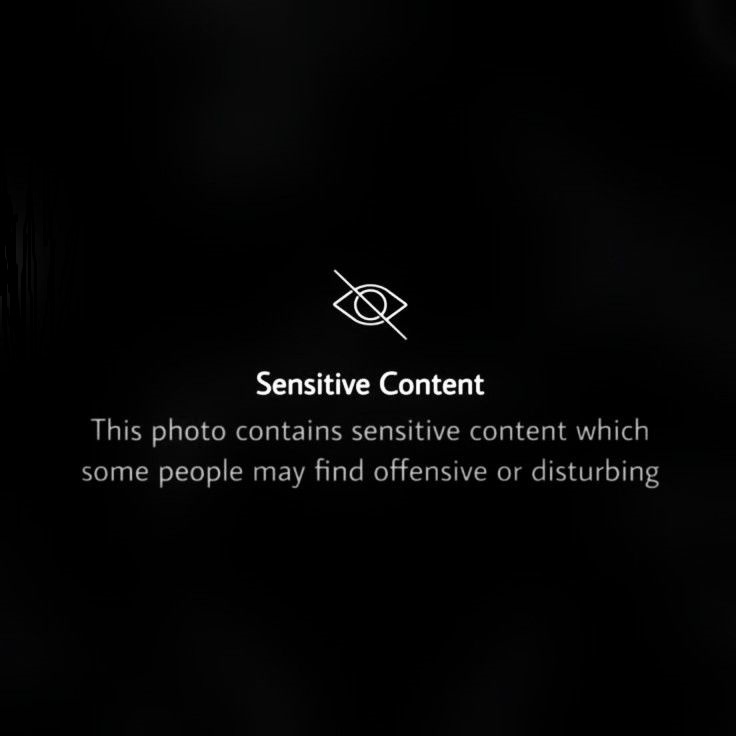 Sensitive Content
This photo contains sensitive content which
some people may find offensive or disturbing